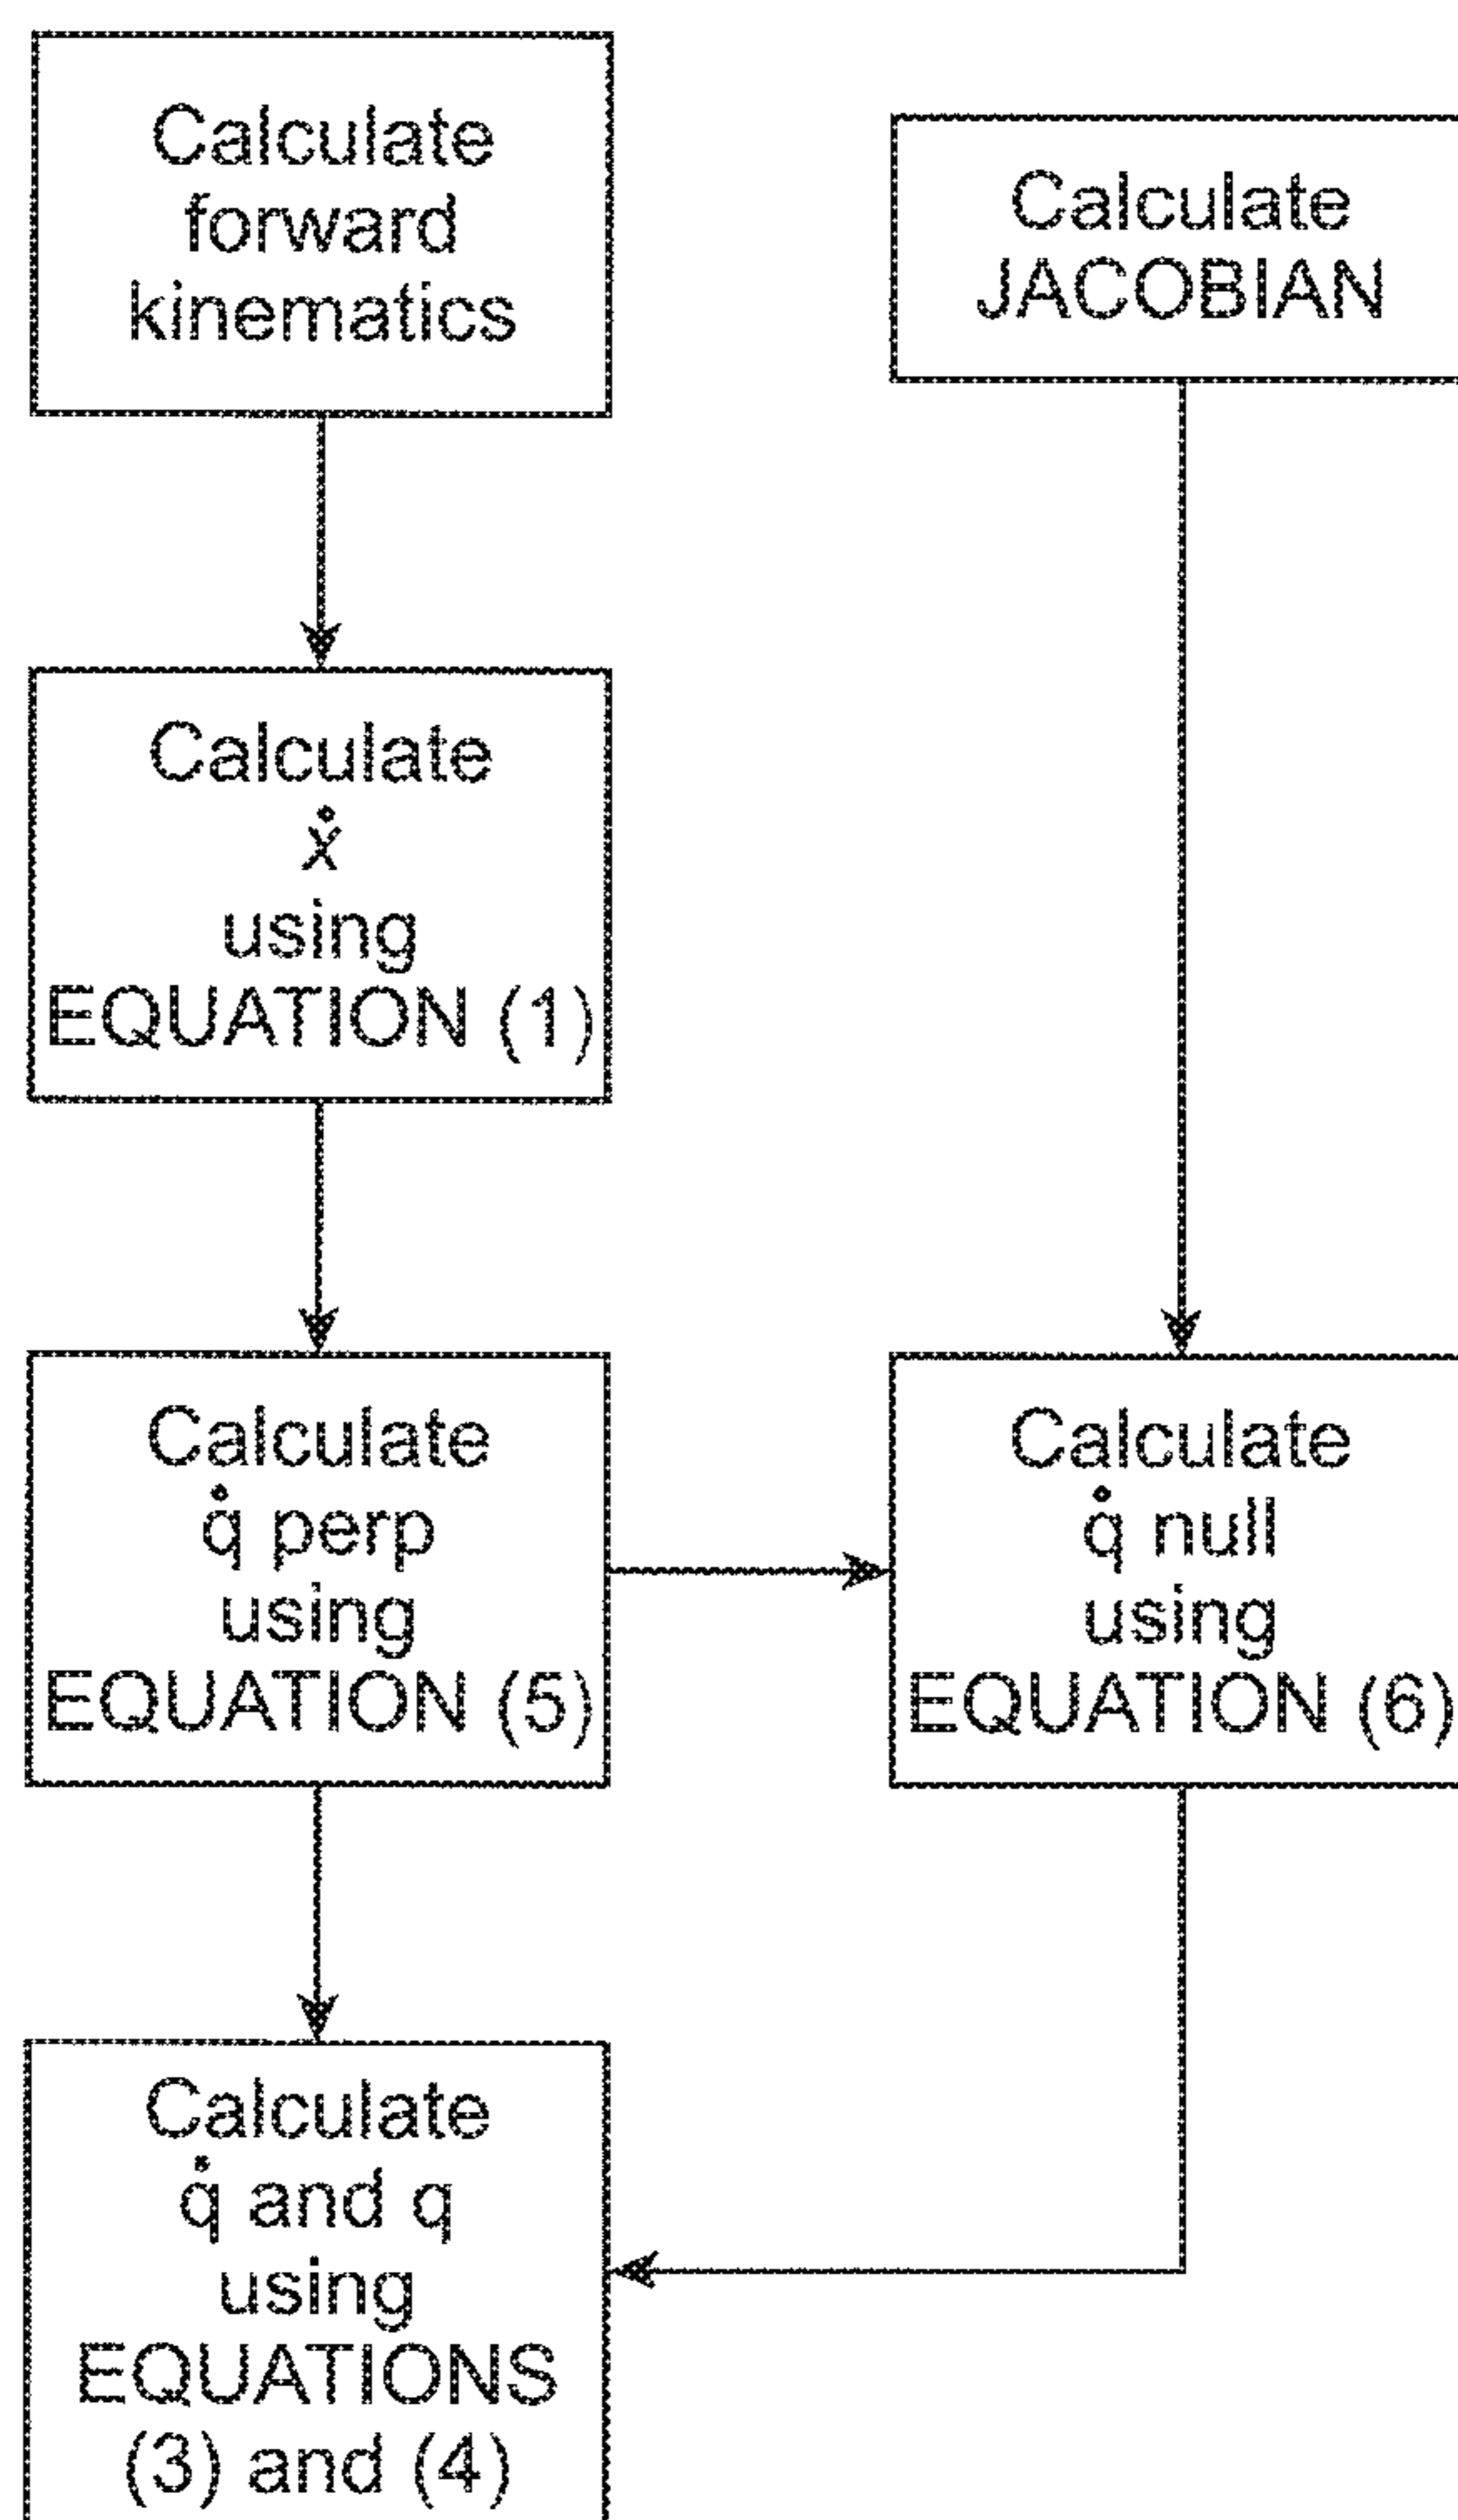 Calculate
forward
kinematics
Calculate
JACOBIAN
Calculate
ẋ
using
EQUATION (1)
Calculate
q̇ perp
using
EQUATION (5)
Calculate
q̇ null
using
EQUATION (6)
Calculate
q̇ and q
using
EQUATIONS
(3) and (4)